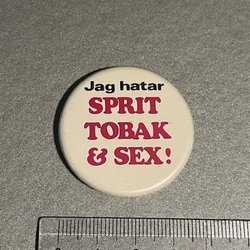 Jag hatar
SPRIT
TOBAK
& SEX!